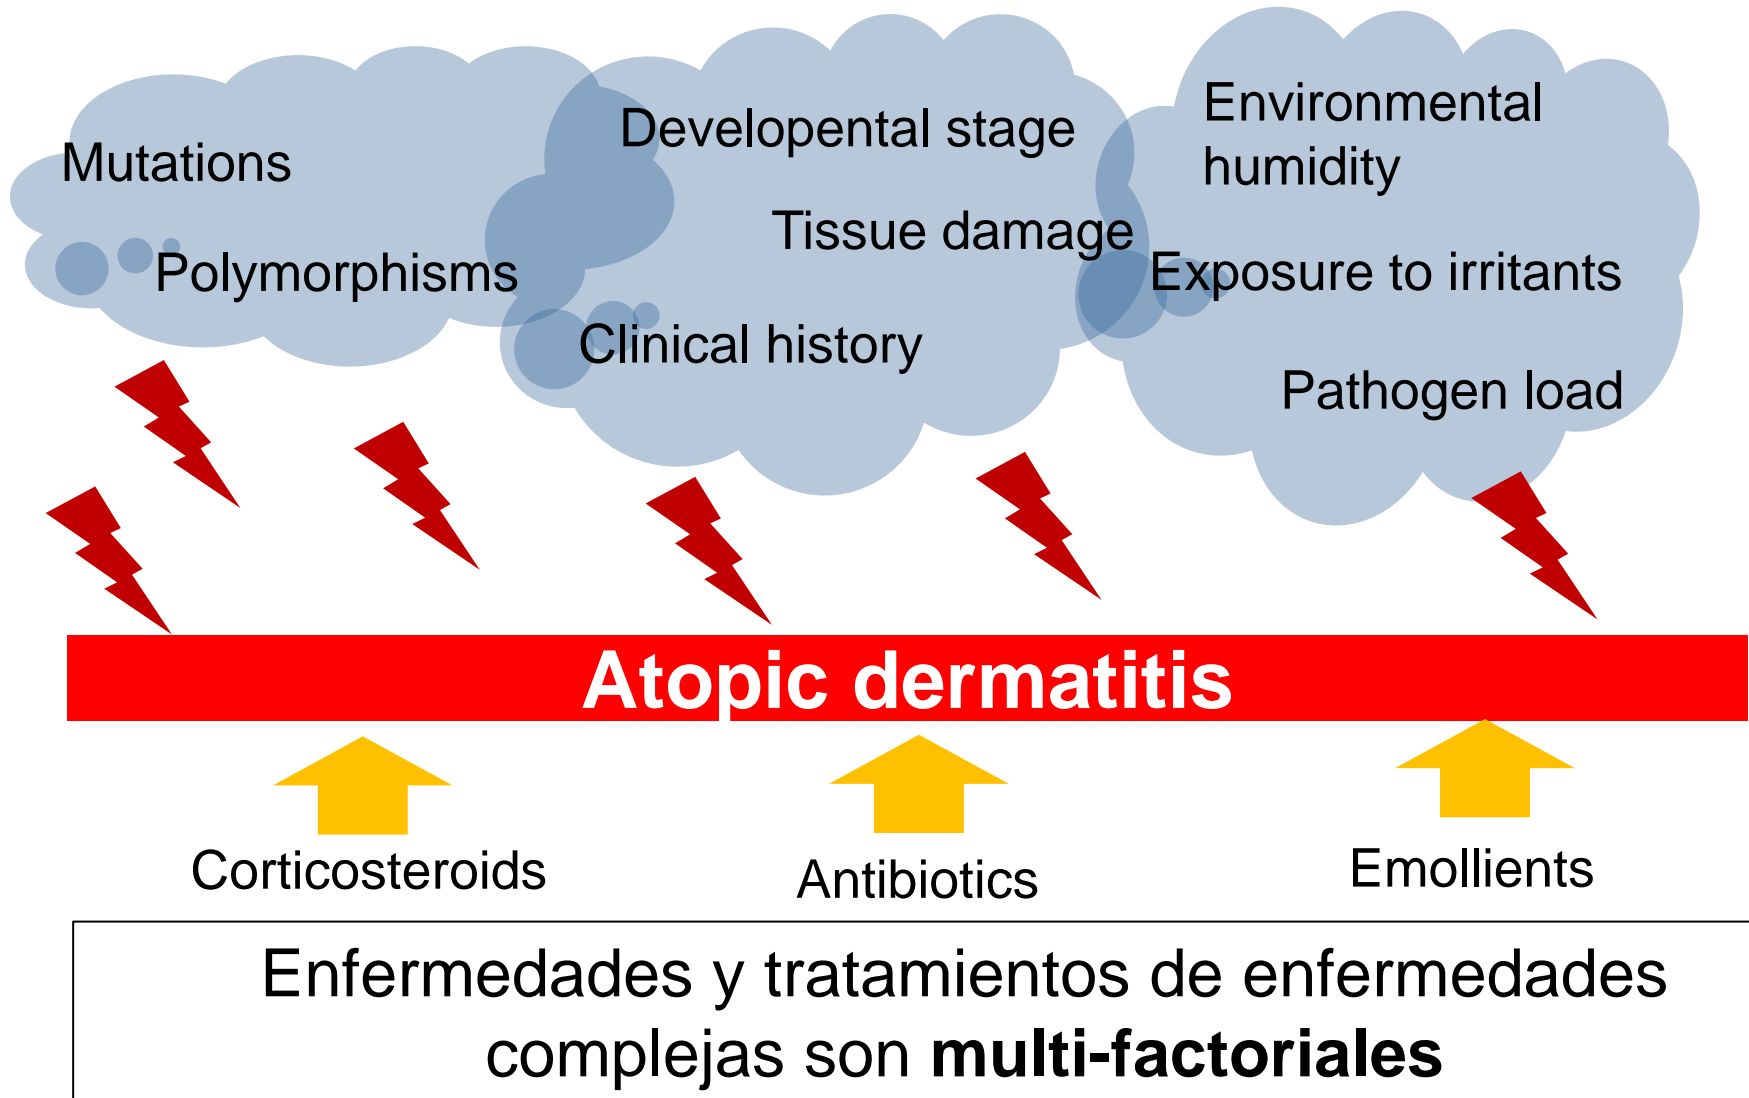 Mutations
Polymorphisms
Developental stage
Tissue damage
Clinical history
Environmental
humidity
Exposure to irritants
Pathogen load
Atopic dermatitis
Corticosteroids
Antibiotics
Emollients
Enfermedades y tratamientos de enfermedades
complejas son multi-factoriales